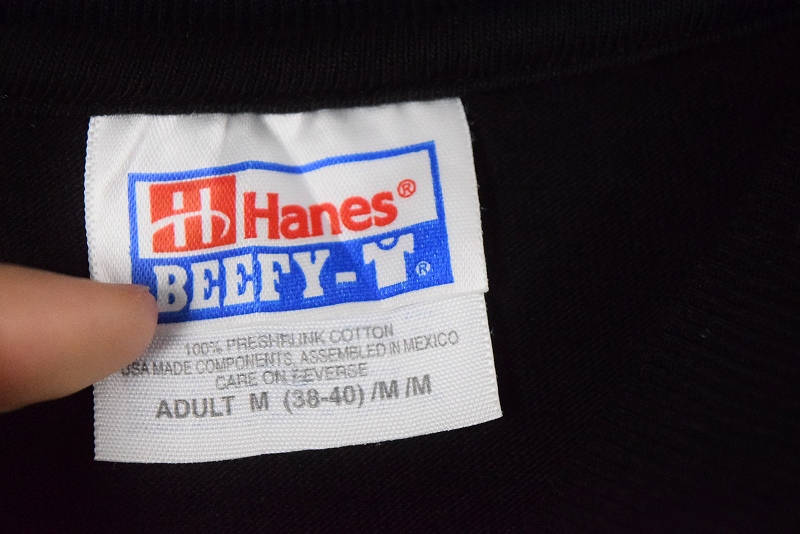 H Hanes®
BEEFY-T®
100% PRESHRUNK COTTON
USA MADE COMPONENTS, ASSEMBLED IN MEXICO
CARE ON REVERSE
ADULT M (38-40) /M /M